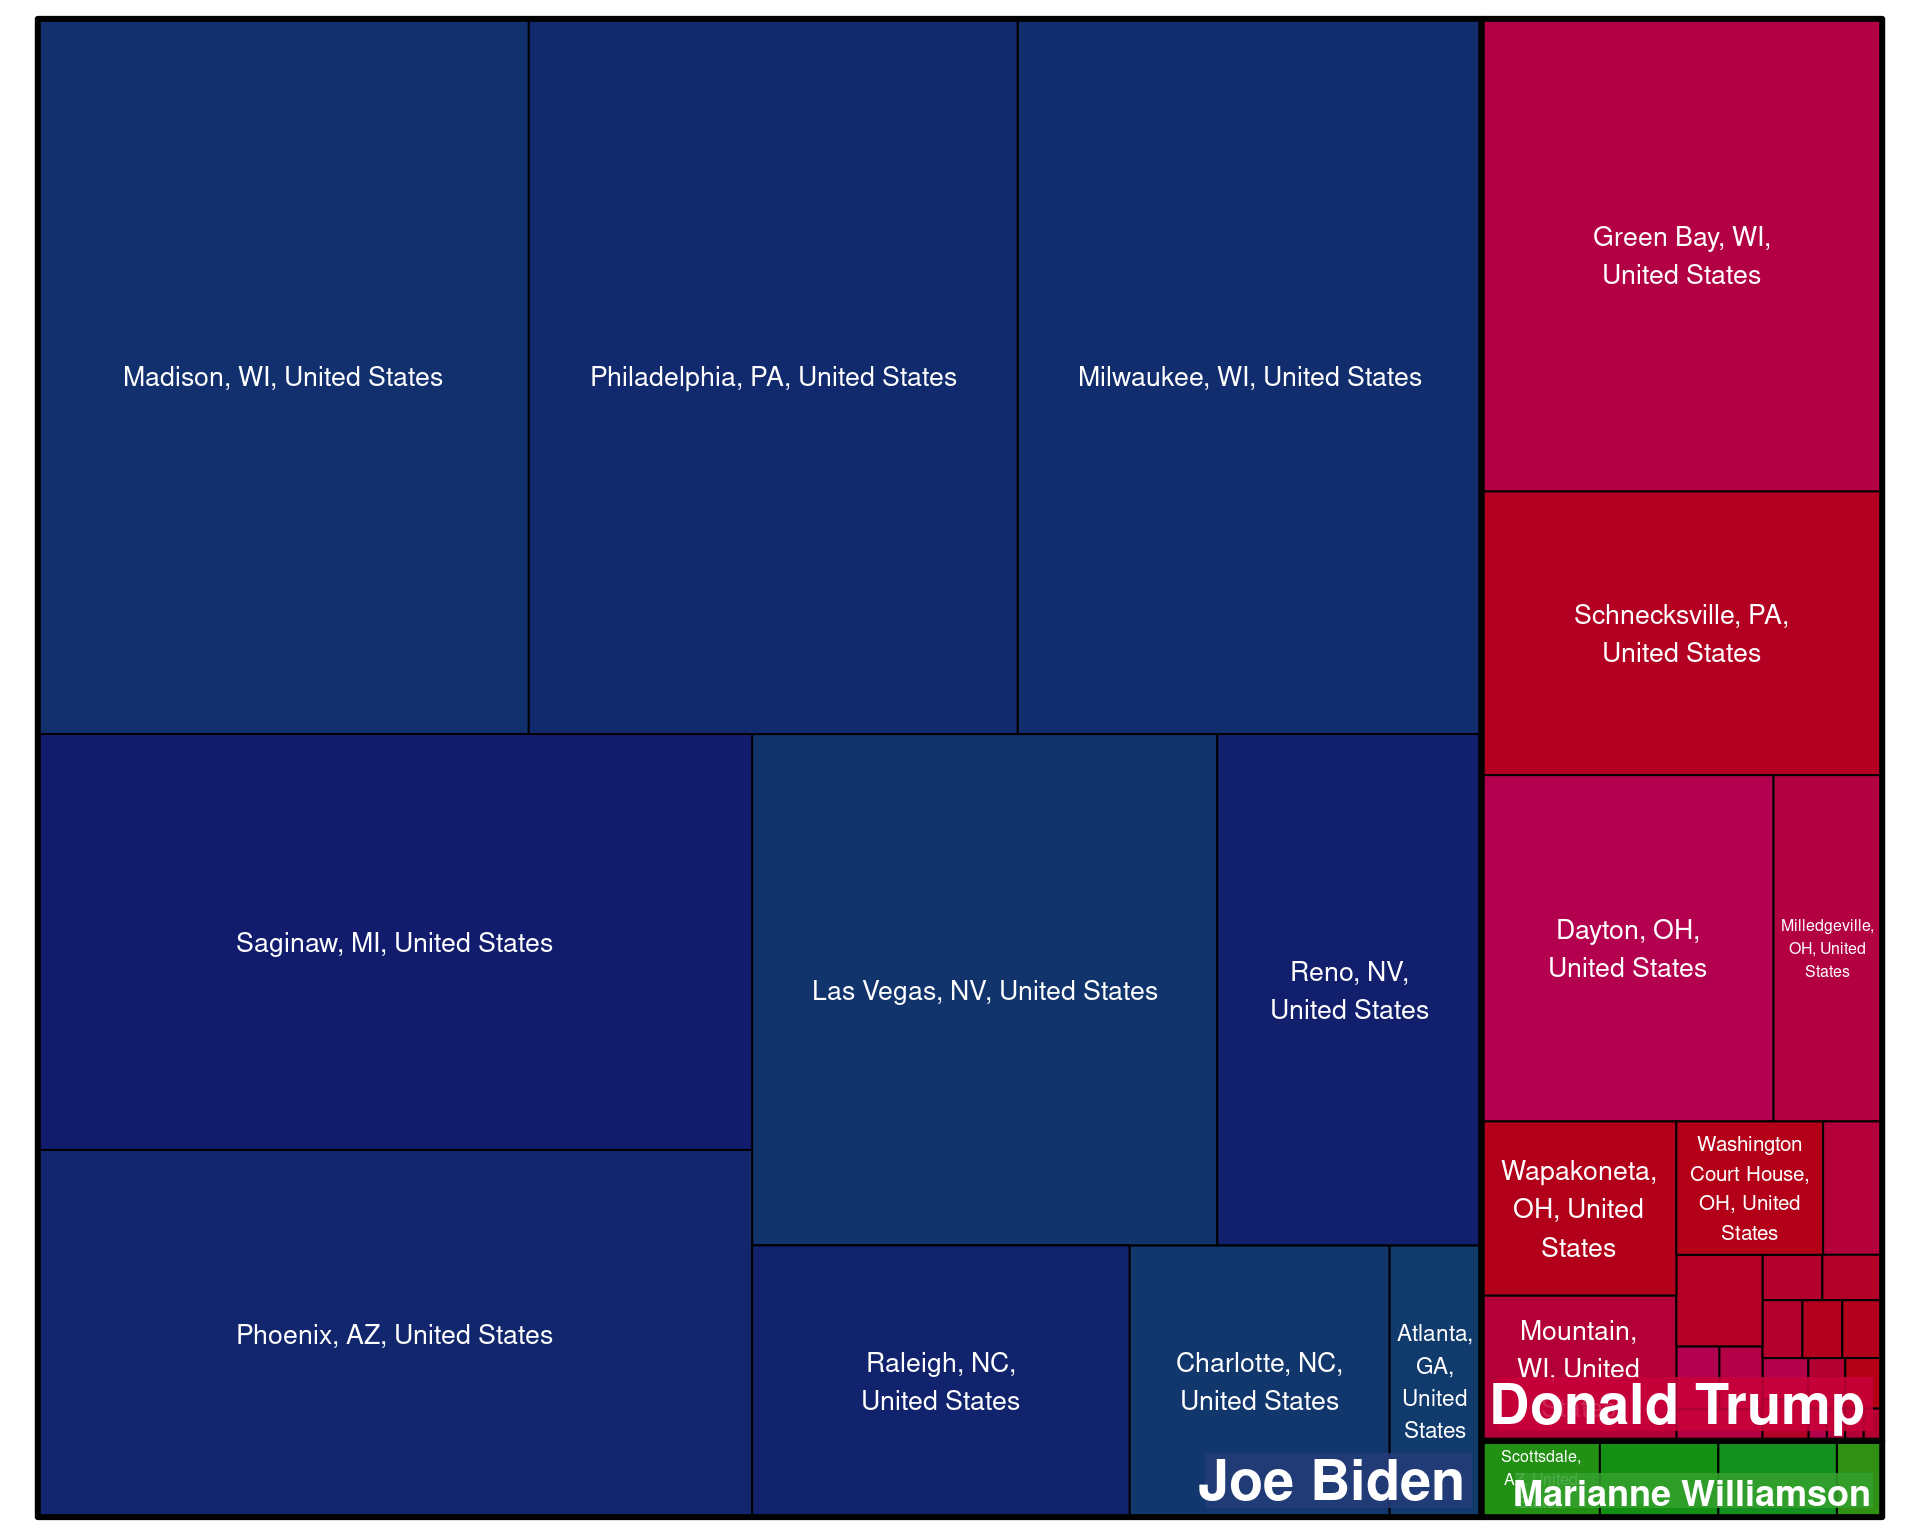 Madison, WI, United States
Philadelphia, PA, United States
Milwaukee, WI, United States
Saginaw, MI, United States
Las Vegas, NV, United States
Reno, NV,
United States
Phoenix, AZ, United States
Raleigh, NC,
United States
Charlotte, NC,
United States
Atlanta,
GA,
United
States
Joe Biden
Green Bay, WI,
United States
Schnecksville, PA,
United States
Dayton, OH,
United States
Milledgeville,
OH, United
States
Wapakoneta,
OH, United
States
Washington
Court House,
OH, United
States
Mountain,
WI, United
States
Donald Trump
Scottsdale,
AZ, United
Marianne Williamson